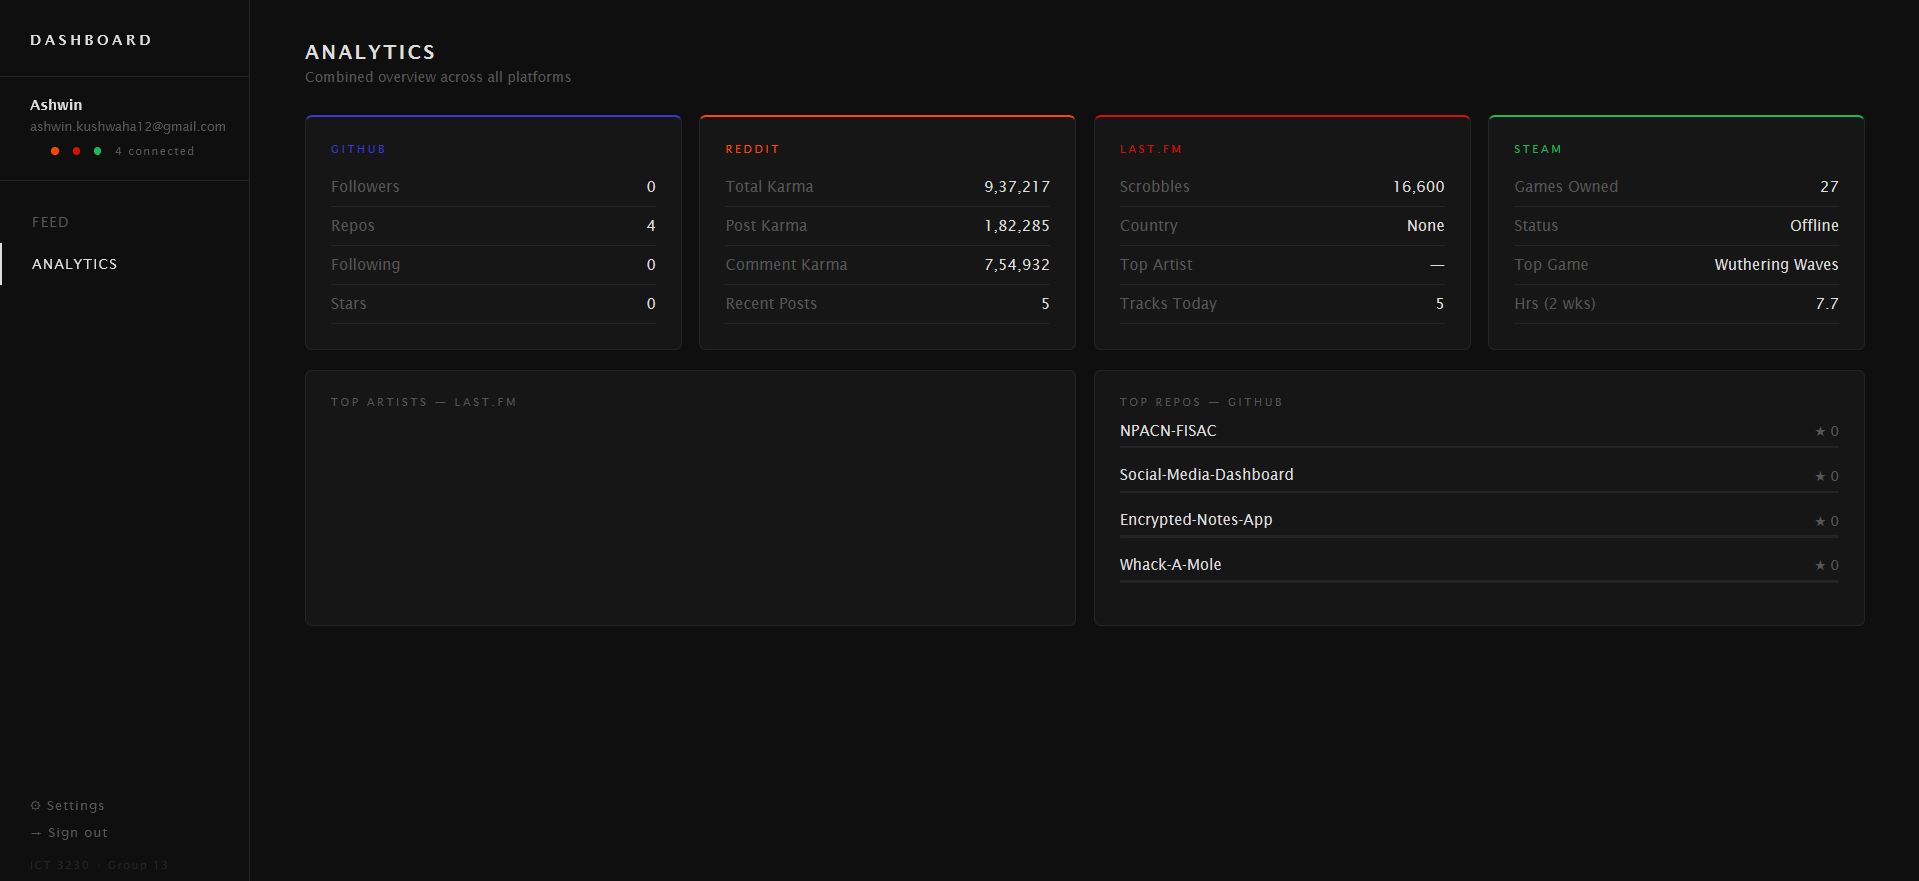 DASHBOARD
Ashwin
ashwin.kushwaha12@gmail.com
4 connected
FEED
ANALYTICS
⚙ Settings
→ Sign out
ICT 3230 · Group 13
ANALYTICS
Combined overview across all platforms
GITHUB
Followers 0
Repos 4
Following 0
Stars 0
REDDIT
Total Karma 9,37,217
Post Karma 1,82,285
Comment Karma 7,54,932
Recent Posts 5
LAST.FM
Scrobbles 16,600
Country None
Top Artist —
Tracks Today 5
STEAM
Games Owned 27
Status Offline
Top Game Wuthering Waves
Hrs (2 wks) 7.7
TOP ARTISTS — LAST.FM
TOP REPOS — GITHUB
NPACN-FISAC ★ 0
Social-Media-Dashboard ★ 0
Encrypted-Notes-App ★ 0
Whack-A-Mole ★ 0